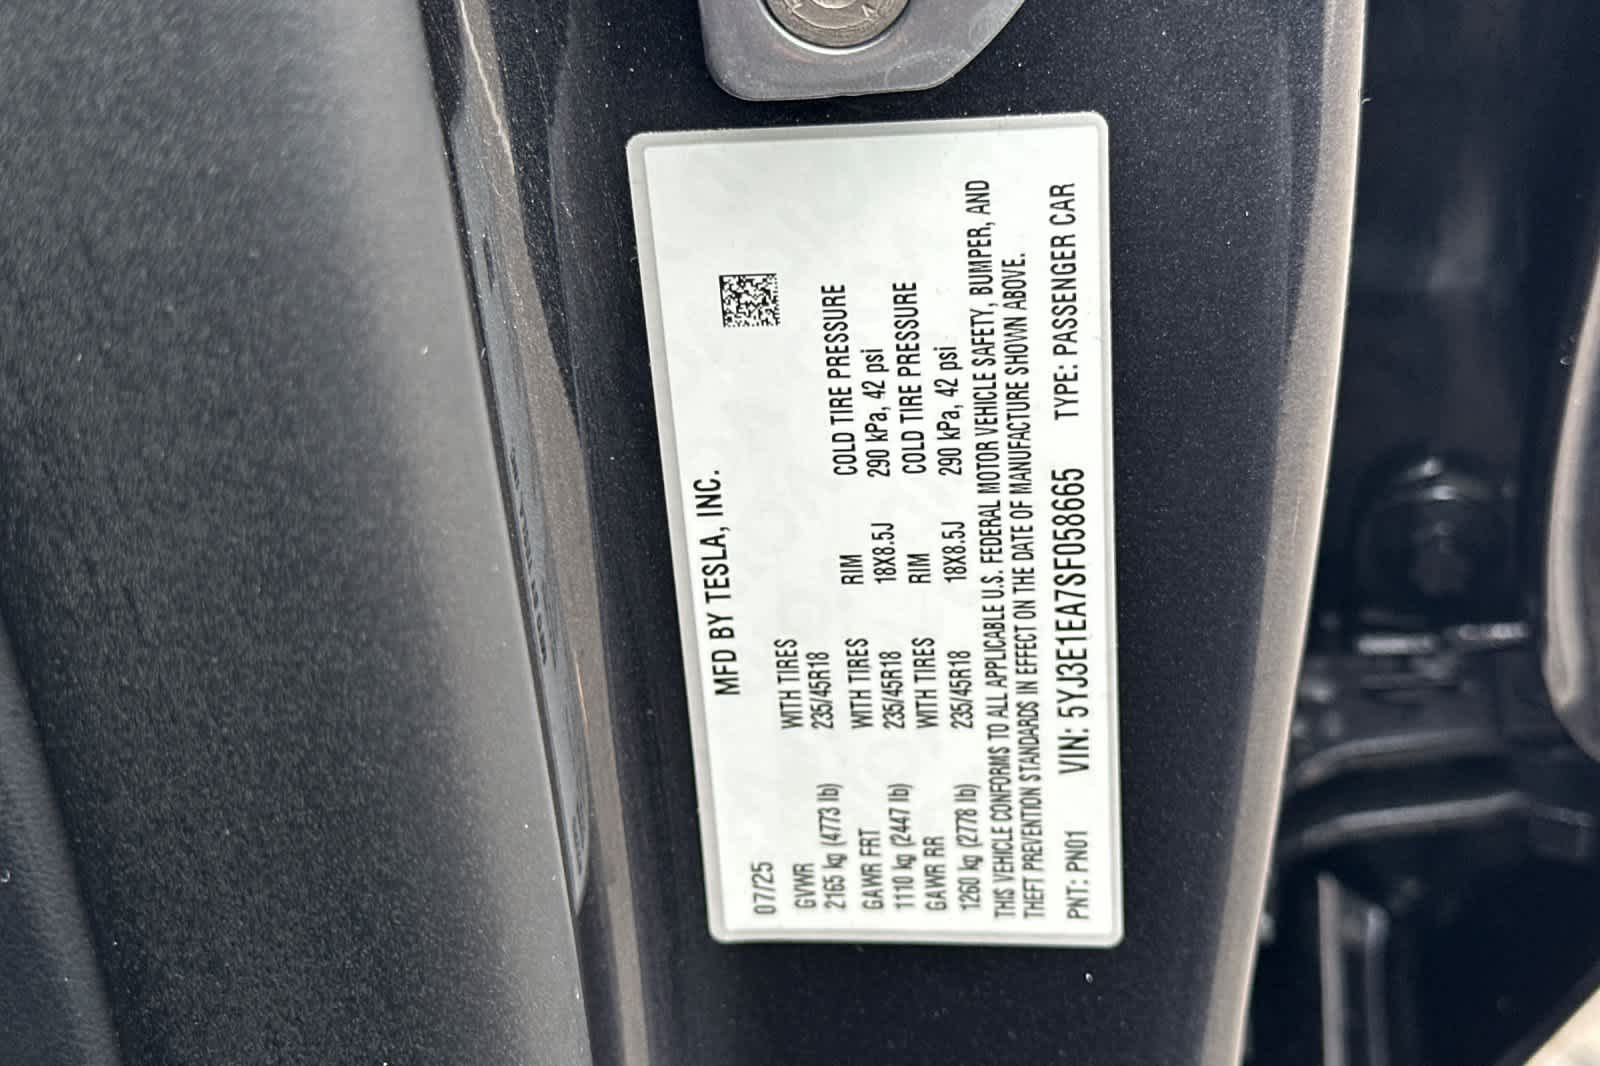 MFD BY TESLA, INC.
07/25
GVWR WITH TIRES
2165 kg (4773 lb) 235/45R18
GAWR FRT WITH TIRES RIM COLD TIRE PRESSURE
1110 kg (2447 lb) 235/45R18 18X8.5J 290 kPa, 42 psi
GAWR RR WITH TIRES RIM COLD TIRE PRESSURE
1260 kg (2778 lb) 235/45R18 18X8.5J 290 kPa, 42 psi
THIS VEHICLE CONFORMS TO ALL APPLICABLE U.S. FEDERAL MOTOR VEHICLE SAFETY, BUMPER, AND
THEFT PREVENTION STANDARDS IN EFFECT ON THE DATE OF MANUFACTURE SHOWN ABOVE.
PNT: PN01 VIN: 5YJ3E1EA7SF058665 TYPE: PASSENGER CAR